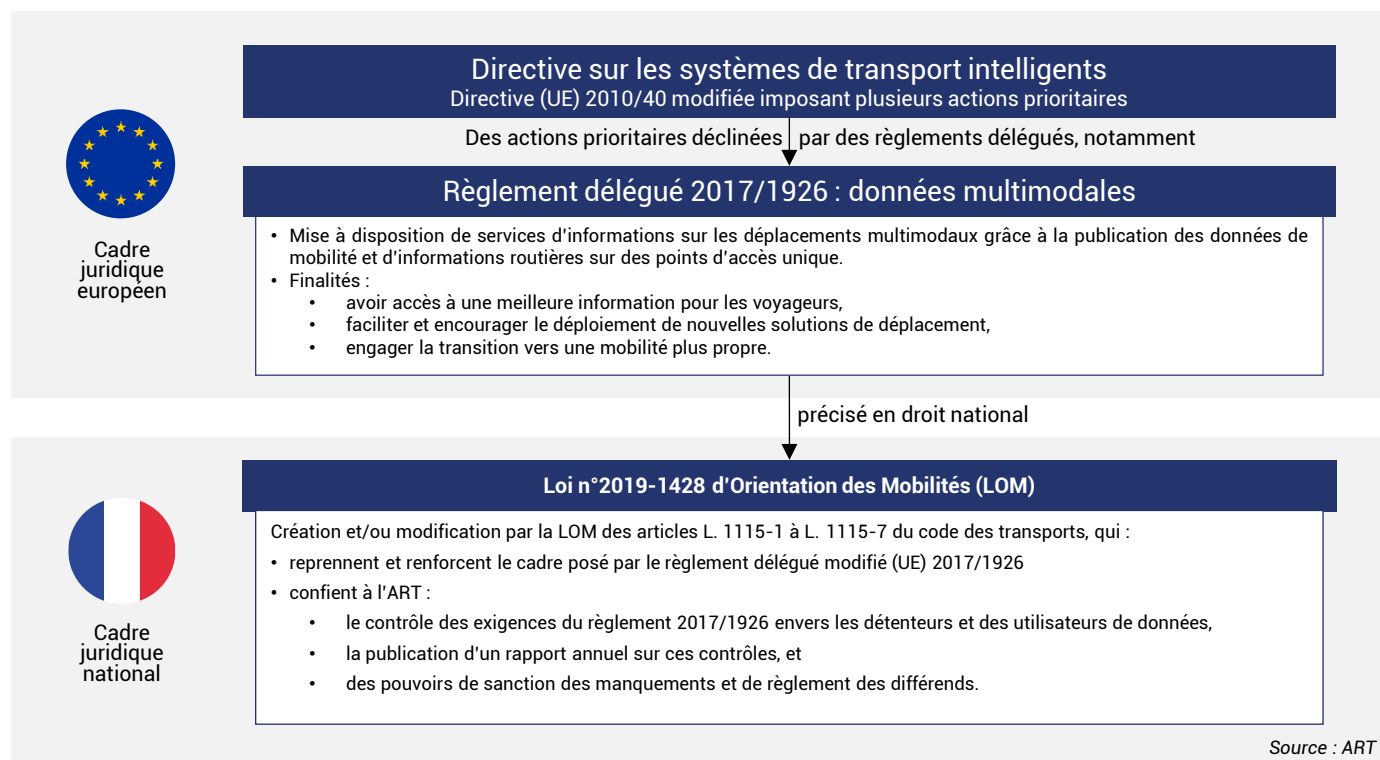 Directive sur les systèmes de transport intelligents
Directive (UE) 2010/40 modifiée imposant plusieurs actions prioritaires
Des actions prioritaires déclinées par des règlements délégués, notamment
Règlement délégué 2017/1926 : données multimodales
• Mise à disposition de services d'informations sur les déplacements multimodaux grâce à la publication des données de
mobilité et d'informations routières sur des points d'accès unique.
• Finalités :
• avoir accès à une meilleure information pour les voyageurs,
• faciliter et encourager le déploiement de nouvelles solutions de déplacement,
• engager la transition vers une mobilité plus propre.
Cadre
juridique
européen
précisé en droit national
Loi n°2019-1428 d'Orientation des Mobilités (LOM)
Création et/ou modification par la LOM des articles L. 1115-1 à L. 1115-7 du code des transports, qui :
• reprennent et renforcent le cadre posé par le règlement délégué modifié (UE) 2017/1926
• confient à l'ART :
• le contrôle des exigences du règlement 2017/1926 envers les détenteurs et des utilisateurs de données,
• la publication d'un rapport annuel sur ces contrôles, et
• des pouvoirs de sanction des manquements et de règlement des différends.
Cadre
juridique
national
Source : ART